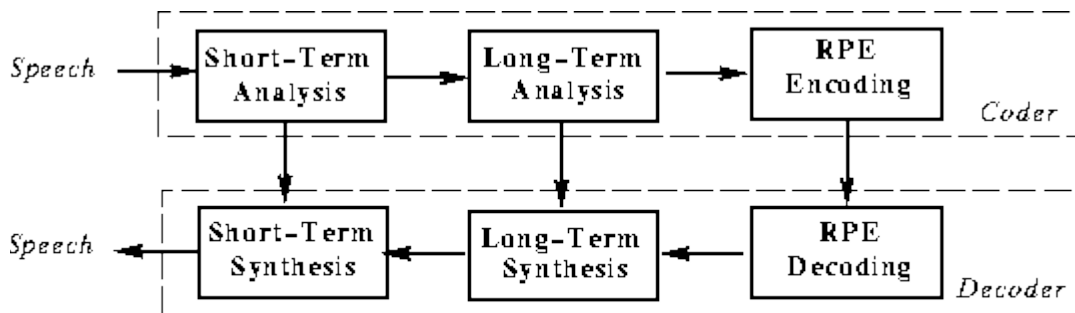 Speech
Short-Term
Analysis
Long-Term
Analysis
RPE
Encoding
Coder
Speech
Short-Term
Synthesis
Long-Term
Synthesis
RPE
Decoding
Decoder